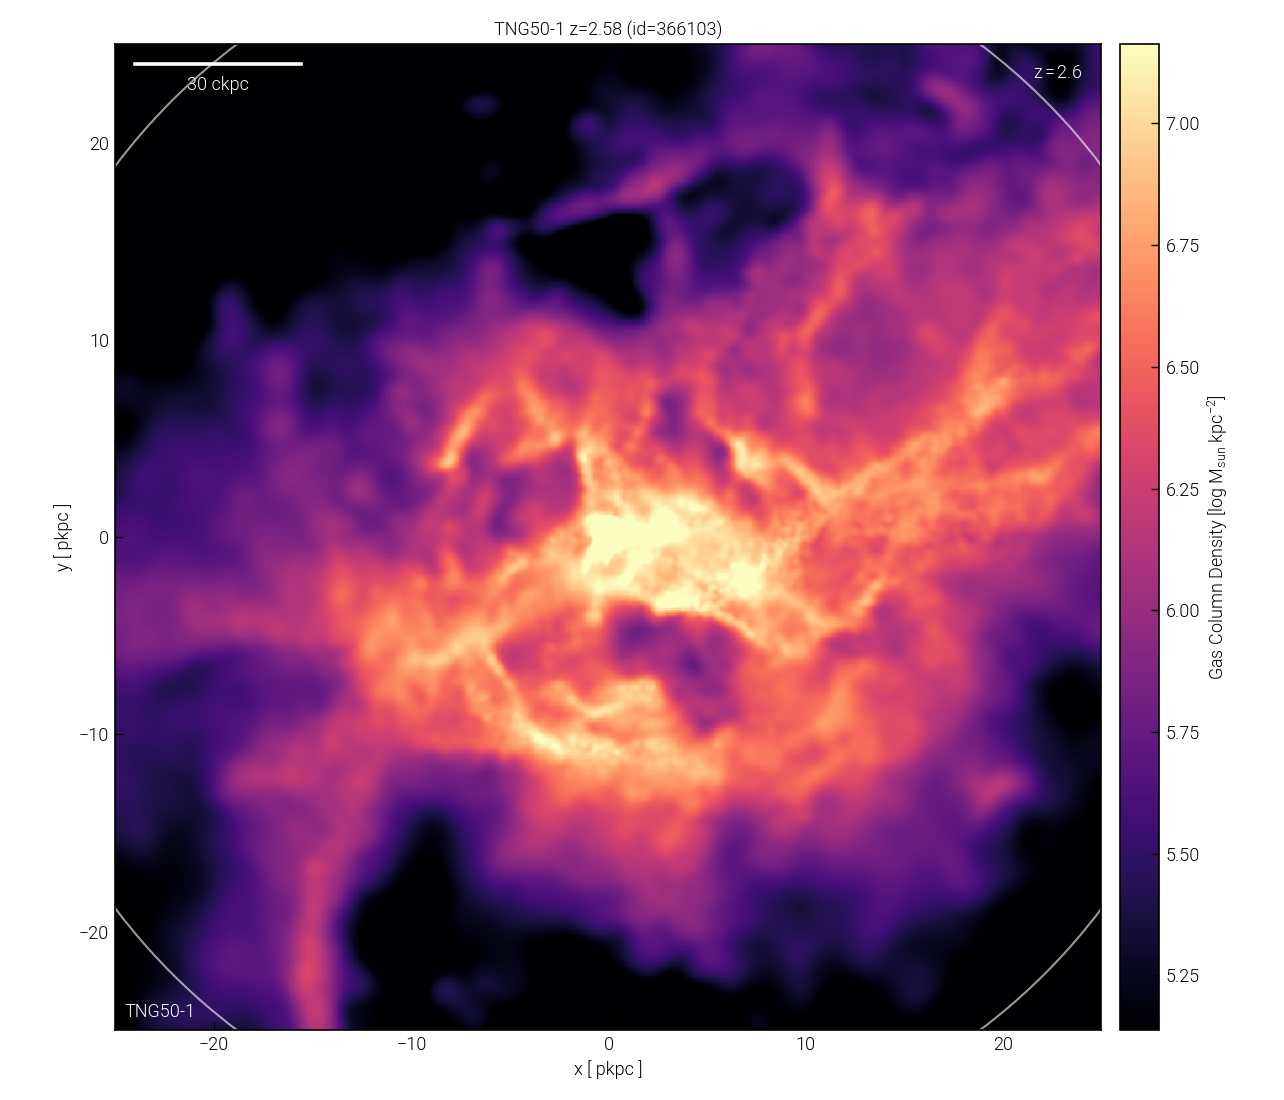 TNG50-1 z=2.58 (id=366103)
30 ckpc
z=2.6
TNG50-1
20
10
0
−10
−20
y [ pkpc ]
−20
−10
0
10
20
x [ pkpc ]
7.00
6.75
6.50
6.25
6.00
5.75
5.50
5.25
Gas Column Density [log M_sun kpc⁻²]